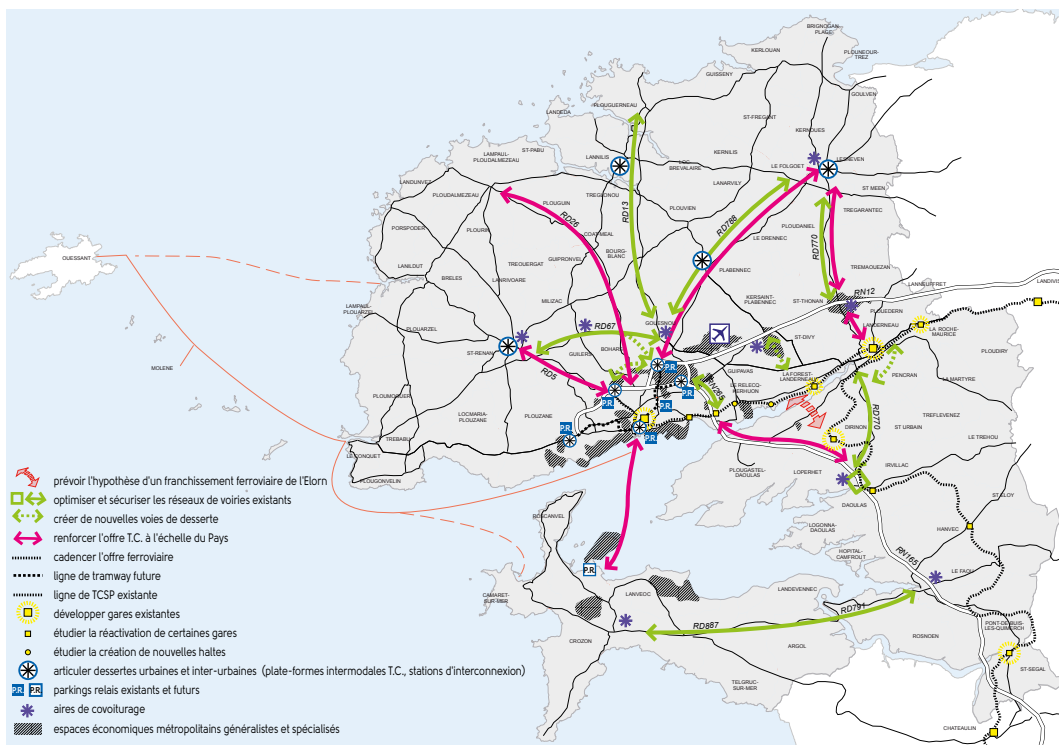 BRIGNOGAN
PLAGE
KERLOUAN
PLOUNEOUR-
TREZ
GUISSENY
GOULVEN
PLOUGUERNEAU
LANDEDA
ST-FREGANT
KERNOUES
ST-PABU
LAMPAUL-
PLOUDALMEZEAU
LANNILIS
KERNILIS
LESNEVEN
LE FOLGOET
LOC
BREVALAIRE
LANARVILY
ST MEEN
LANDUNVET
PLOUDALMEZEAU
TREGLONOU
PLOUGUIN
PLOUVIEN
TREGARANTEC
RD26
RD13
RD788
PLOUDANIEL
PORSPODER
PLOURIN
COAT-MEAL
LE DRENNEC
RD770
BOURG-
BLANC
TREOUERGAT
GUIPRONVEL
OUESSANT
LANILDUT
BRELES
LANRIVOARE
PLABENNEC
TREMAOUEZAN
LANNEUFFRET
LANDIVIS
RN12
MILIZAC
KERSAINT-
PLABENNEC
ST-THONAN
LAMPAUL-
PLOUARZEL
PLOUEDERN
PLOUARZEL
RD67
GOUESNOU
LANDERNEAU
LA ROCHE-
MAURICE
ST-DIVY
BOHARS
ST-RENAN
GUILERS
PLOUDIRY
RD5
P.R.
GUIPAVAS
LA FOREST-
LANDERNEAU
PENCRAN
MOLENE
RN265
LE RELECQ-
KERHUON
LA MARTYRE
PLOUMOGUER
P.R.
P.R.
RD770
TREFLEVENEZ
LOCMARIA-
PLOUZANE
PLOUZANE
DIRINON
ST URBAIN
P.R.
P.R.
TREBABU
LE TREHOU
LE CONQUET
PLOUGASTEL-
DAOULAS
LOPERHET
IRVILLAC
PLOUGONVELIN
DAOULAS
ST-ELOY
ROSCANVEL
LOGONNA-
DAOULAS
HANVEC
HOPITAL-
CAMFROUT
RN165
P.R.
LE FAOU
CAMARET-
SUR-MER
LANVEOC
LANDEVENNEC
RD791
RD887
PONT-DE-BUIS-
LES-QUIMERCH
CROZON
ARGOL
ROSNOEN
ST-SEGAL
TELGRUC-
SUR-MER
CHATEAULIN
prévoir l'hypothèse d'un franchissement ferroviaire de l'Elorn
optimiser et sécuriser les réseaux de voiries existants
créer de nouvelles voies de desserte
renforcer l'offre T.C. à l'échelle du Pays
cadencer l'offre ferroviaire
ligne de tramway future
ligne de TCSP existante
développer gares existantes
étudier la réactivation de certaines gares
étudier la création de nouvelles haltes
articuler dessertes urbaines et inter-urbaines (plate-formes intermodales T.C., stations d'interconnexion)
P.R. P.R. parkings relais existants et futurs
aires de covoiturage
espaces économiques métropolitains généralistes et spécialisés